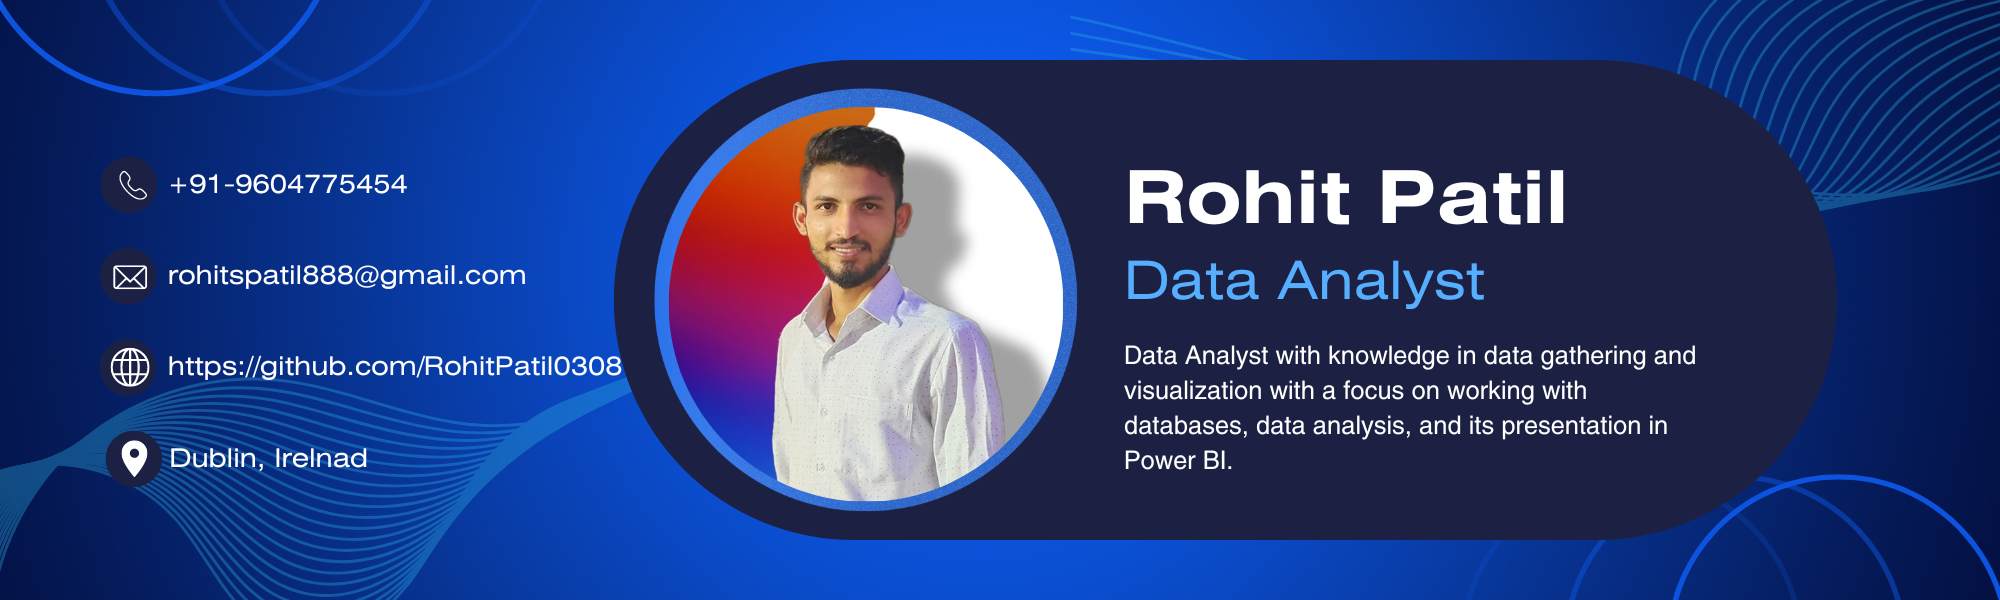 +91-9604775454
rohitspatil888@gmail.com
https://github.com/RohitPatil0308
Dublin, Irelnad
Rohit Patil
Data Analyst
Data Analyst with knowledge in data gathering and
visualization with a focus on working with
databases, data analysis, and its presentation in
Power BI.